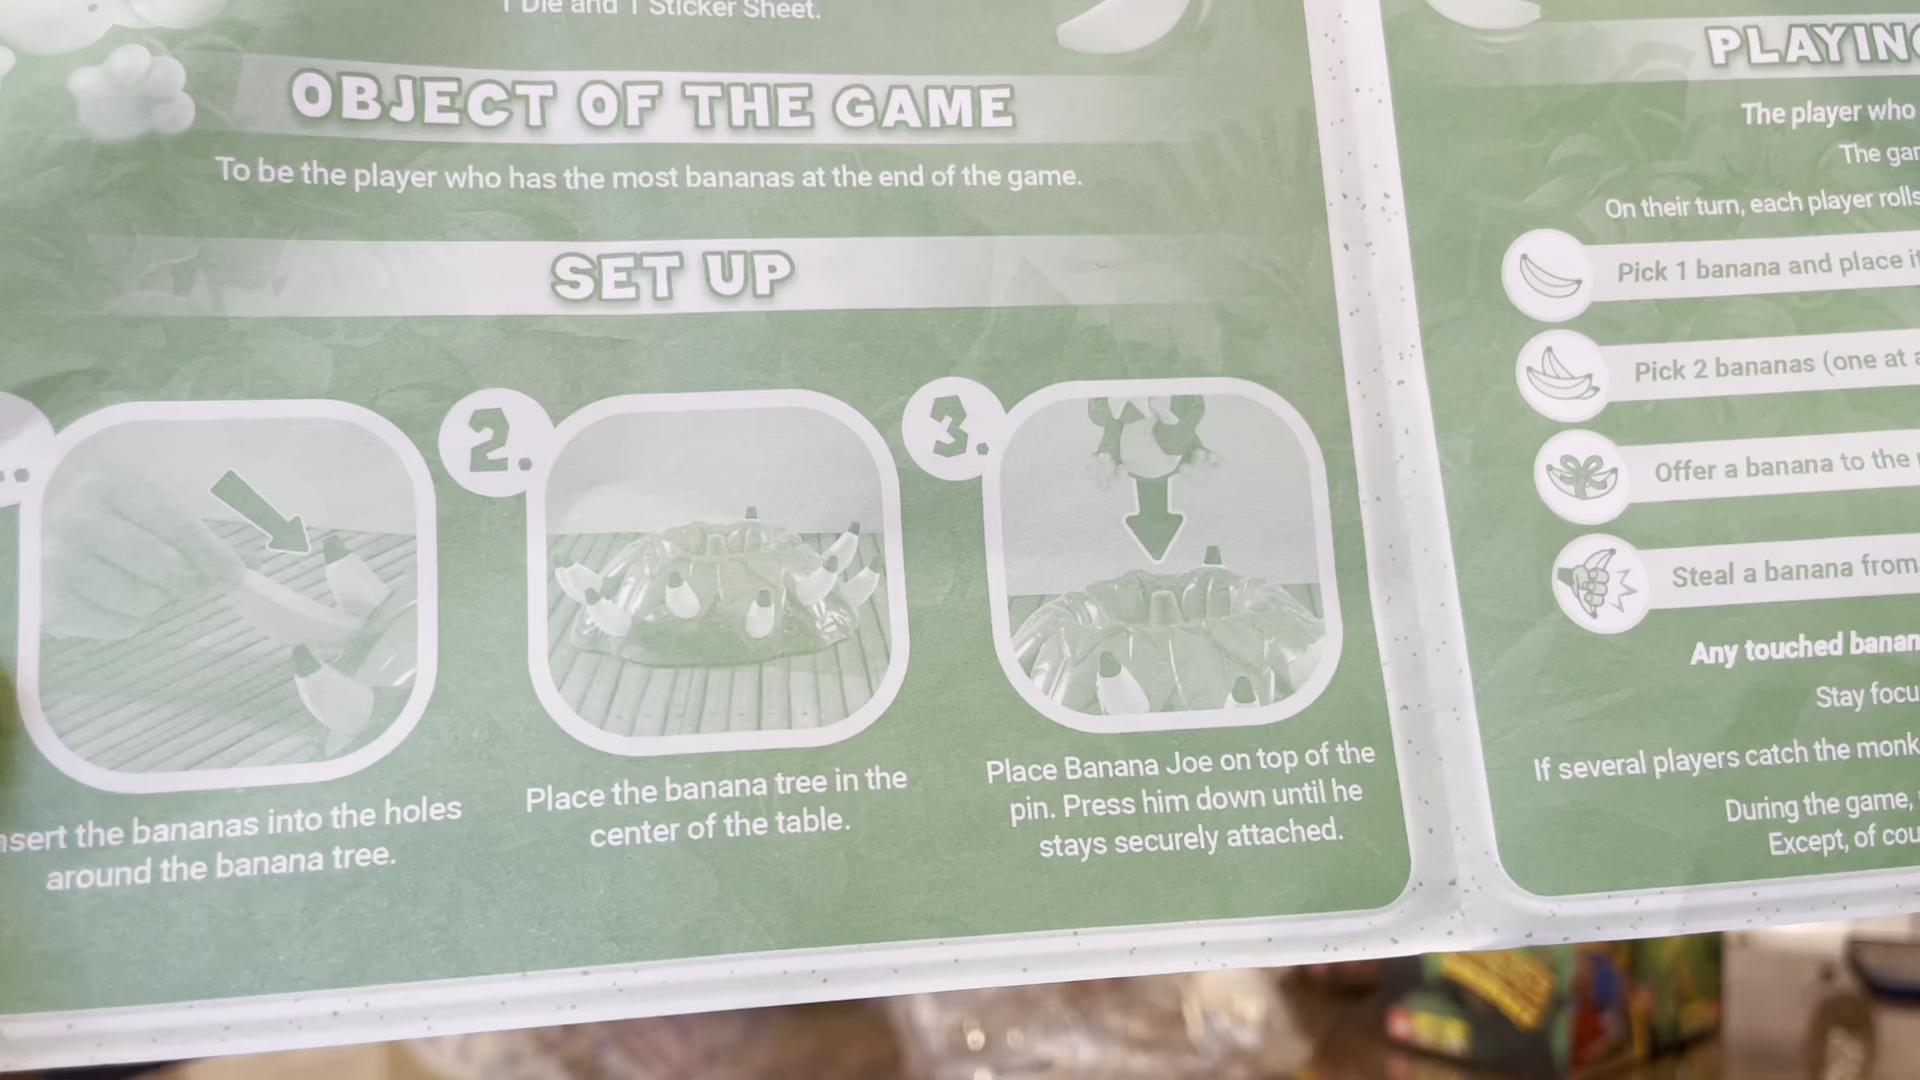 1 Die and 1 Sticker Sheet.
OBJECT OF THE GAME
To be the player who has the most bananas at the end of the game.
SET UP
2.
3.
nsert the bananas into the holes
around the banana tree.
Place the banana tree in the
center of the table.
Place Banana Joe on top of the
pin. Press him down until he
stays securely attached.
PLAYING
The player who
The gam
On their turn, each player rolls
Pick 1 banana and place it
Pick 2 bananas (one at a
Offer a banana to the
Steal a banana from
Any touched banan
Stay focu
If several players catch the monk
During the game,
Except, of cou